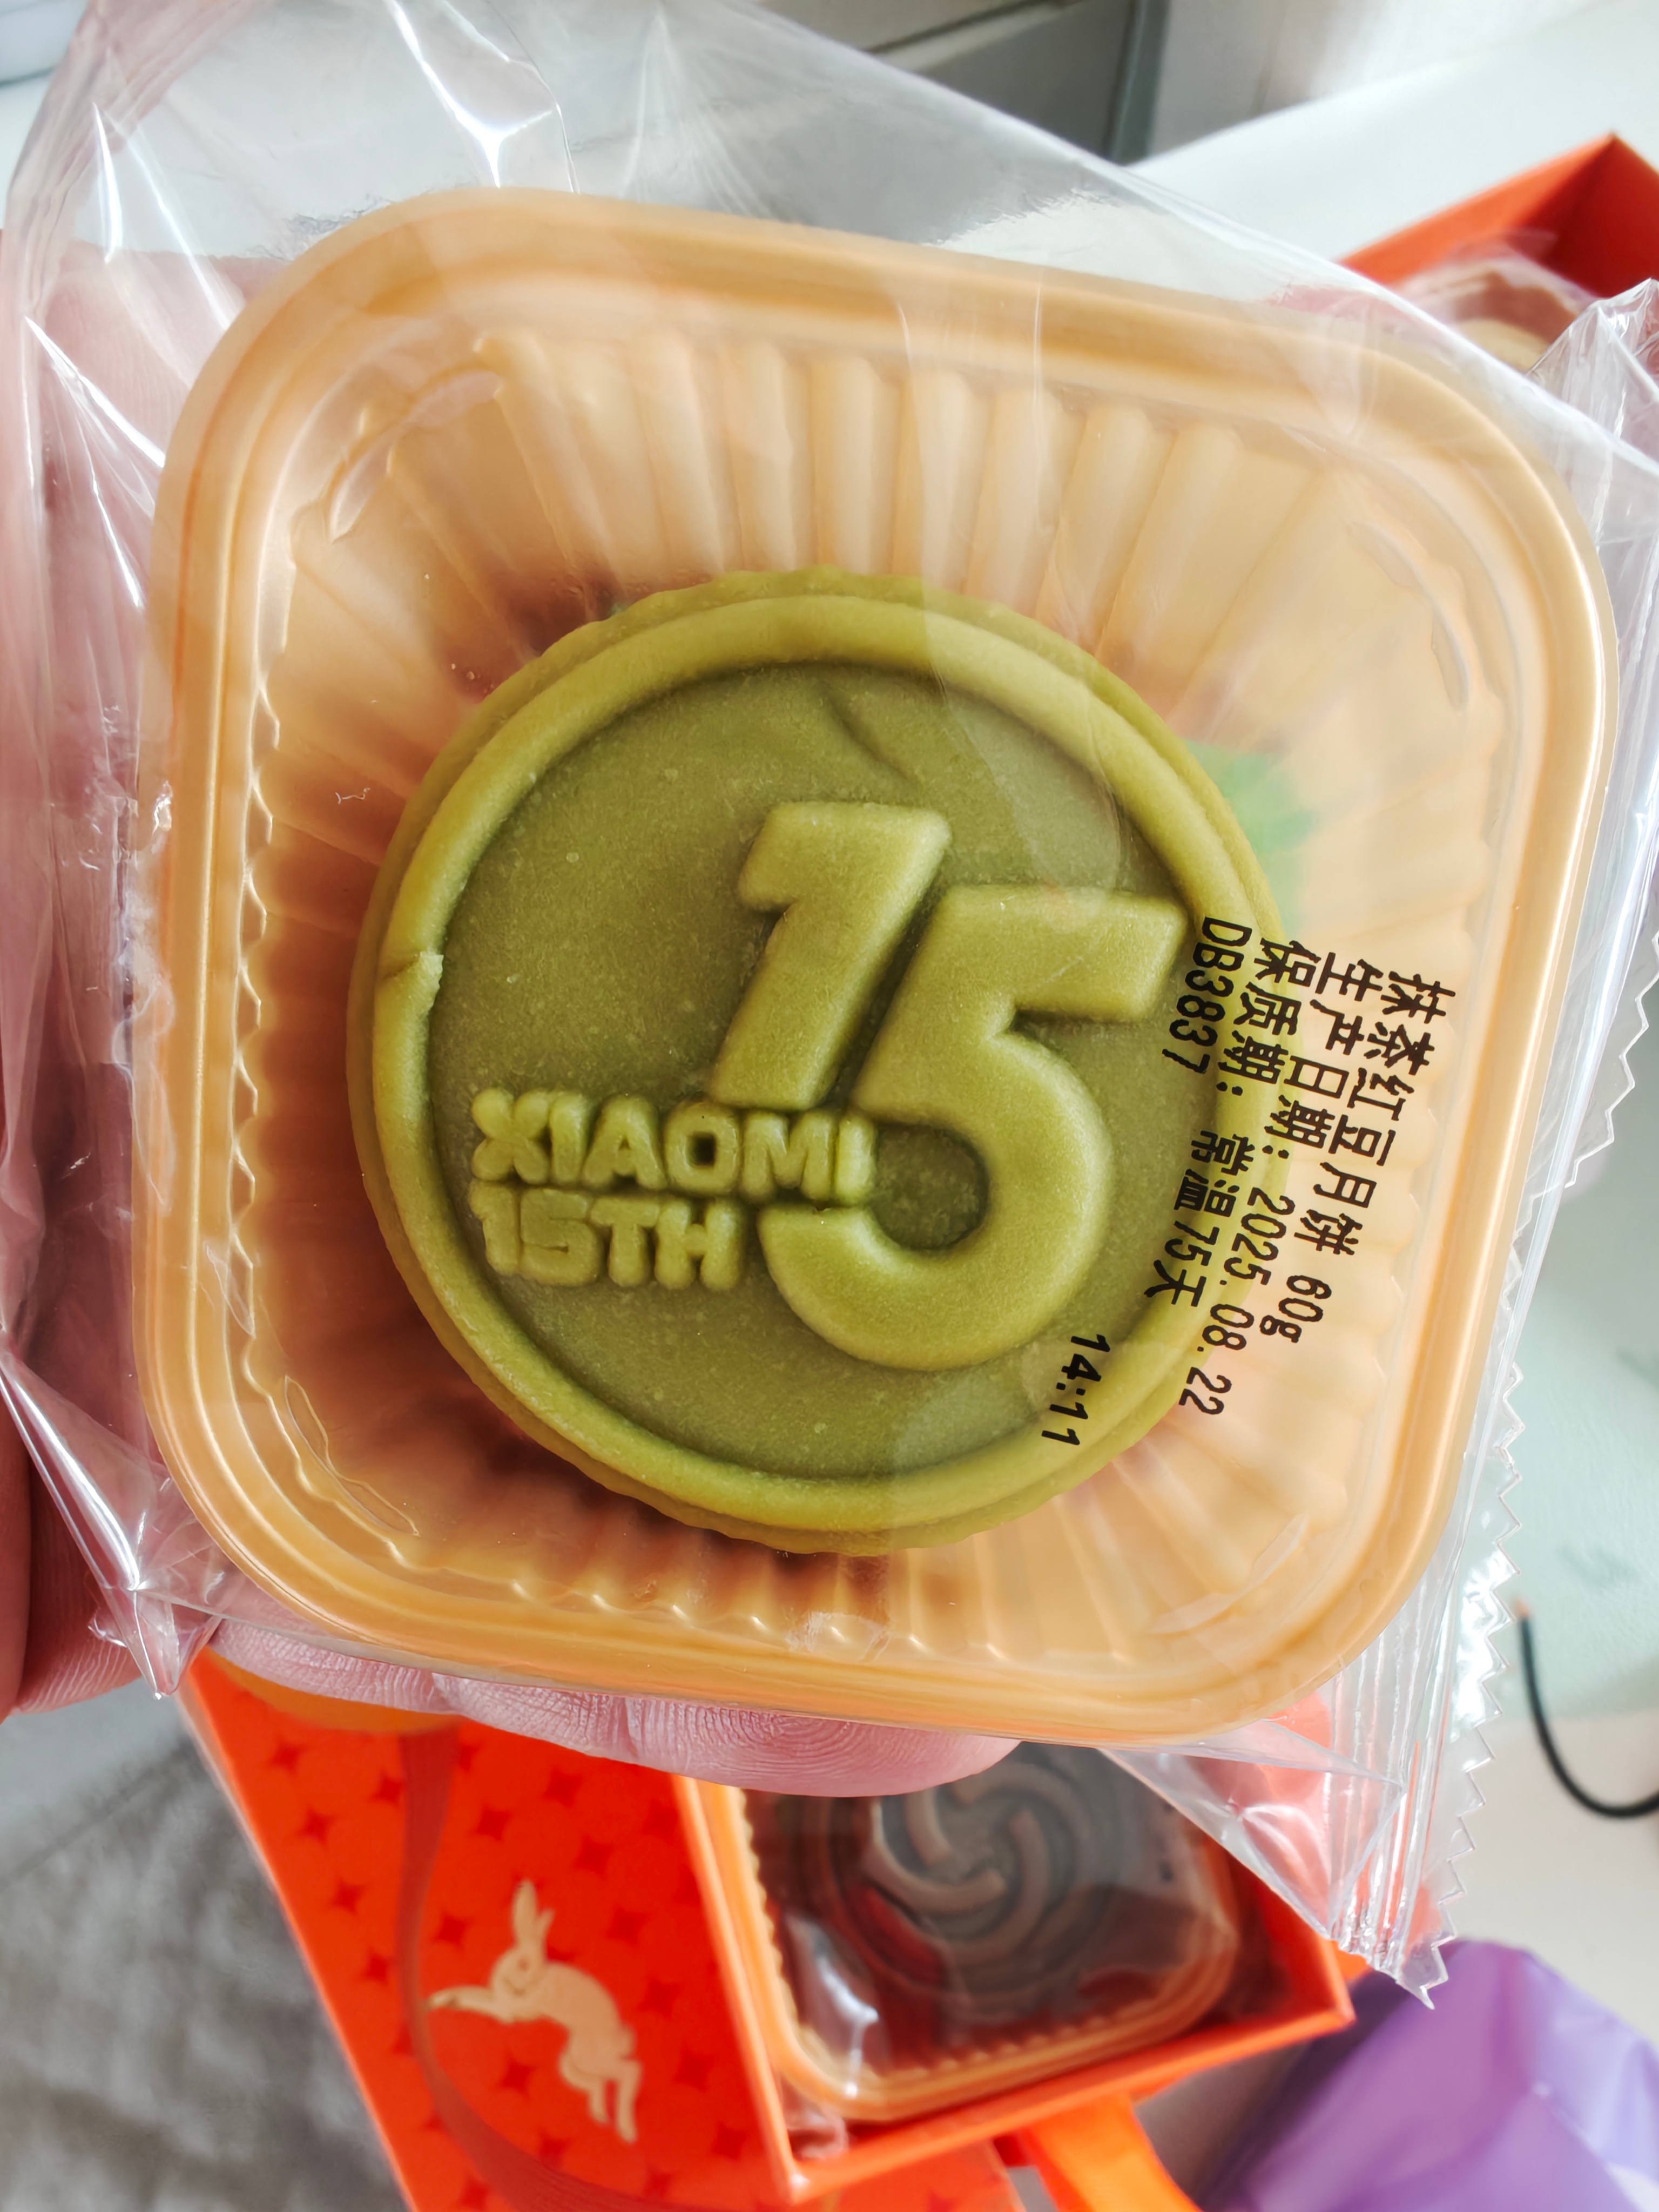 15
XIAOMI
15TH
抹茶红豆月饼 60g
生产日期: 2025.08.22
保质期: 常温75天
DB3837
14:11